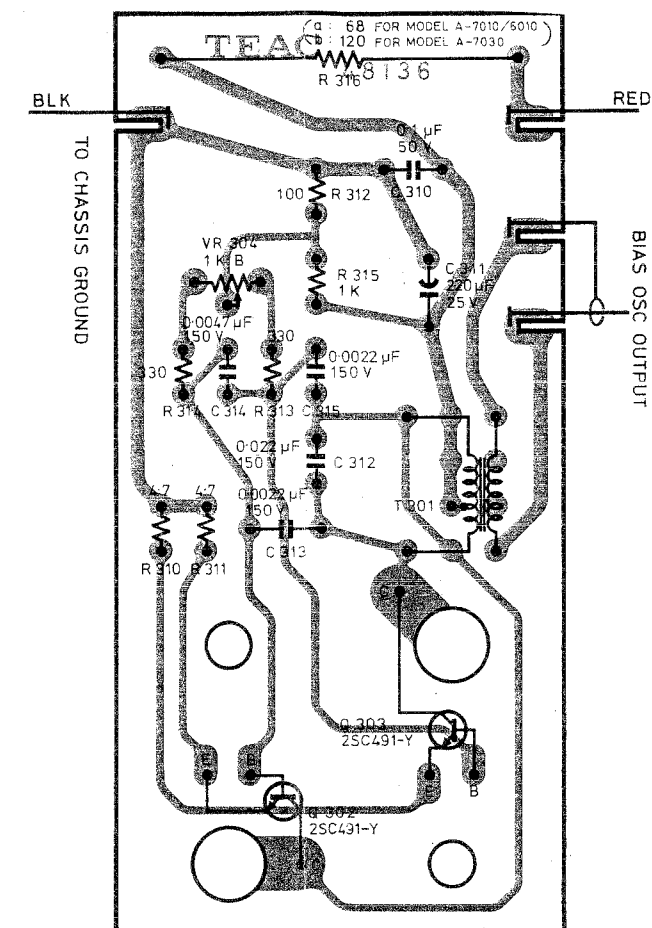 a : 68 FOR MODEL A-7010/6010
TEAC
b : 120 FOR MODEL A-7030
R 316
8136
BLK
RED
0.1 µF
50 V
C 310
TO CHASSIS GROUND
100 R 312
VR 304
1 K B
R 315
1 K
C 311
220 µF
25 V
BIAS OSC OUTPUT
0.0047 µF
150 V
330
0.0022 µF
150 V
330
R 314 C 314 R 313 C 315
0.022 µF
150 V
C 312
4.7 4.7
0.0022 µF
150 V
T 201
C 313
R 310 R 311
C
Q 303
2SC491-Y
E B
E B
Q 302
2SC491-Y
C